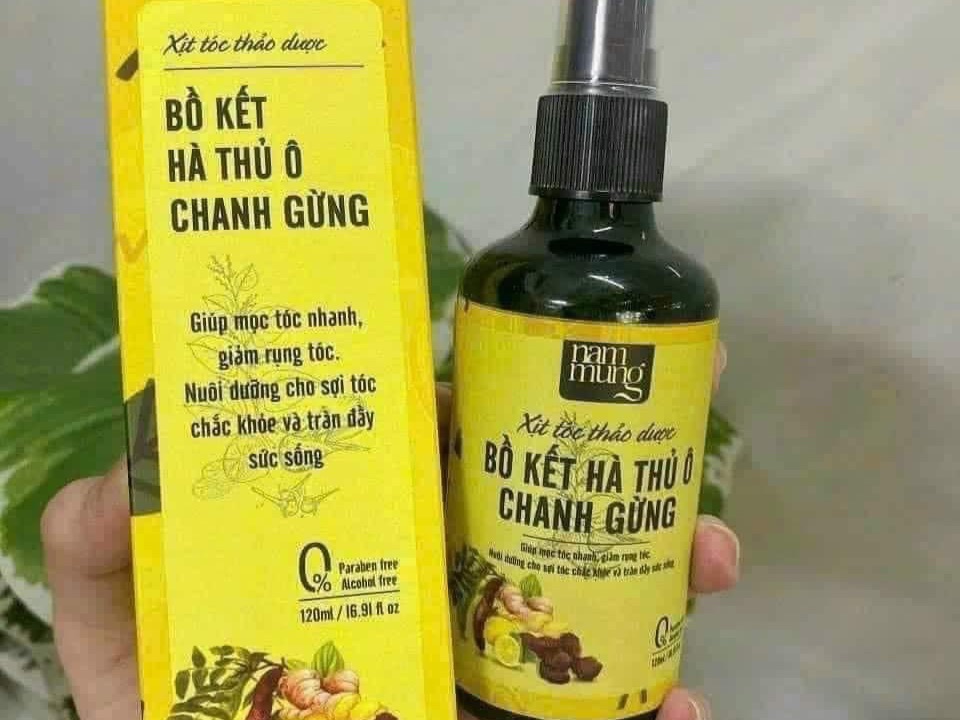 Xịt tóc thảo dược
BỒ KẾT
HÀ THỦ Ô
CHANH GỪNG
Giúp mọc tóc nhanh,
giảm rụng tóc.
Nuôi dưỡng cho sợi tóc
chắc khỏe và tràn đầy
sức sống
0%
Paraben free
Alcohol free
120ml / 16.91 fl oz
nam
mung
Xịt tóc thảo dược
BỒ KẾT HÀ THỦ Ô
CHANH GỪNG
Giúp mọc tóc nhanh, giảm rụng tóc.
Nuôi dưỡng cho sợi tóc chắc khỏe và tràn đầy sức sống
0%